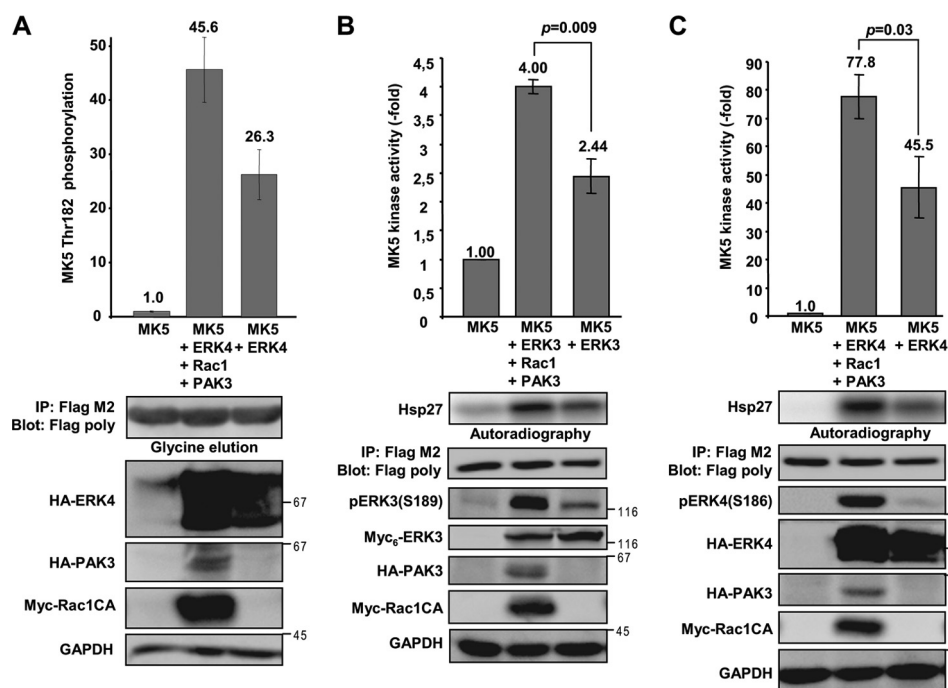 A
MK5 Thr182 phosphorylation
50
40
30
20
10
0
45.6
26.3
1.0
MK5
MK5
+ ERK4
+ Rac1
+ PAK3
MK5
+ ERK4
IP: Flag M2
Blot: Flag poly
Glycine elution
HA-ERK4
67
HA-PAK3
67
Myc-Rac1CA
GAPDH
45
B
p=0.009
MK5 kinase activity (-fold)
5
4,5
4
3,5
3
2,5
2
1,5
1
0,5
0
4.00
2.44
1.00
MK5
MK5
+ ERK3
+ Rac1
+ PAK3
MK5
+ ERK3
Hsp27
Autoradiography
IP: Flag M2
Blot: Flag poly
pERK3(S189)
116
Myc6-ERK3
116
HA-PAK3
67
Myc-Rac1CA
GAPDH
45
C
p=0.03
MK5 kinase activity (-fold)
90
80
70
60
50
40
30
20
10
0
77.8
45.5
1.0
MK5
MK5
+ ERK4
+ Rac1
+ PAK3
MK5
+ ERK4
Hsp27
Autoradiography
IP: Flag M2
Blot: Flag poly
pERK4(S186)
HA-ERK4
HA-PAK3
Myc-Rac1CA
GAPDH